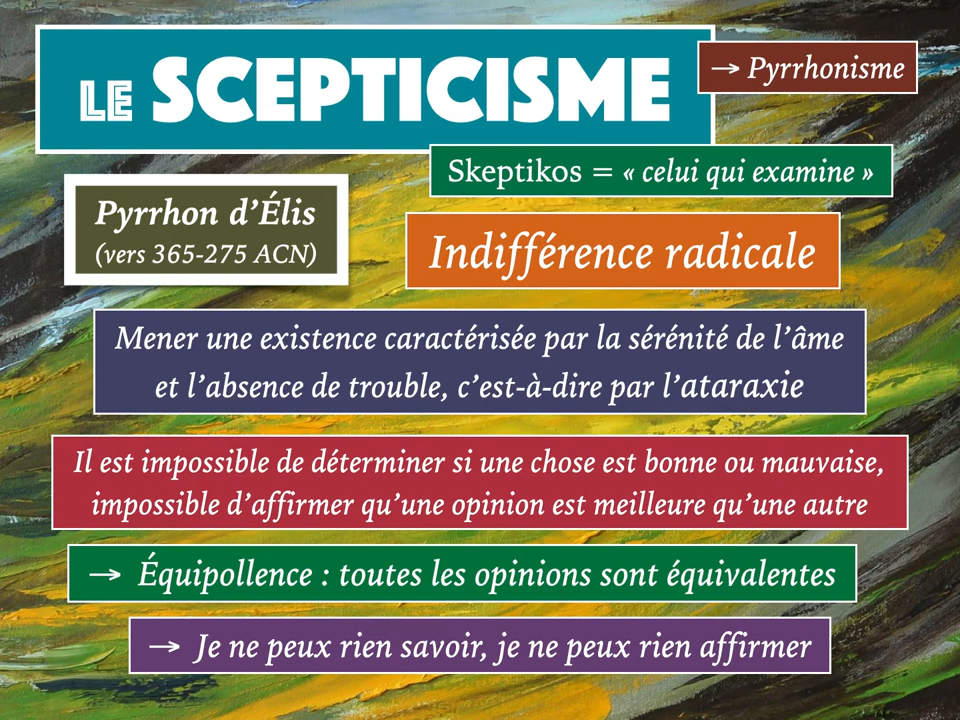 LE SCEPTICISME
→ Pyrrhonisme
Skeptikos = « celui qui examine »
Pyrrhon d’Élis
(vers 365-275 ACN)
Indifférence radicale
Mener une existence caractérisée par la sérénité de l’âme
et l’absence de trouble, c’est-à-dire par l’ataraxie
Il est impossible de déterminer si une chose est bonne ou mauvaise,
impossible d’affirmer qu’une opinion est meilleure qu’une autre
→ Équipollence : toutes les opinions sont équivalentes
→ Je ne peux rien savoir, je ne peux rien affirmer